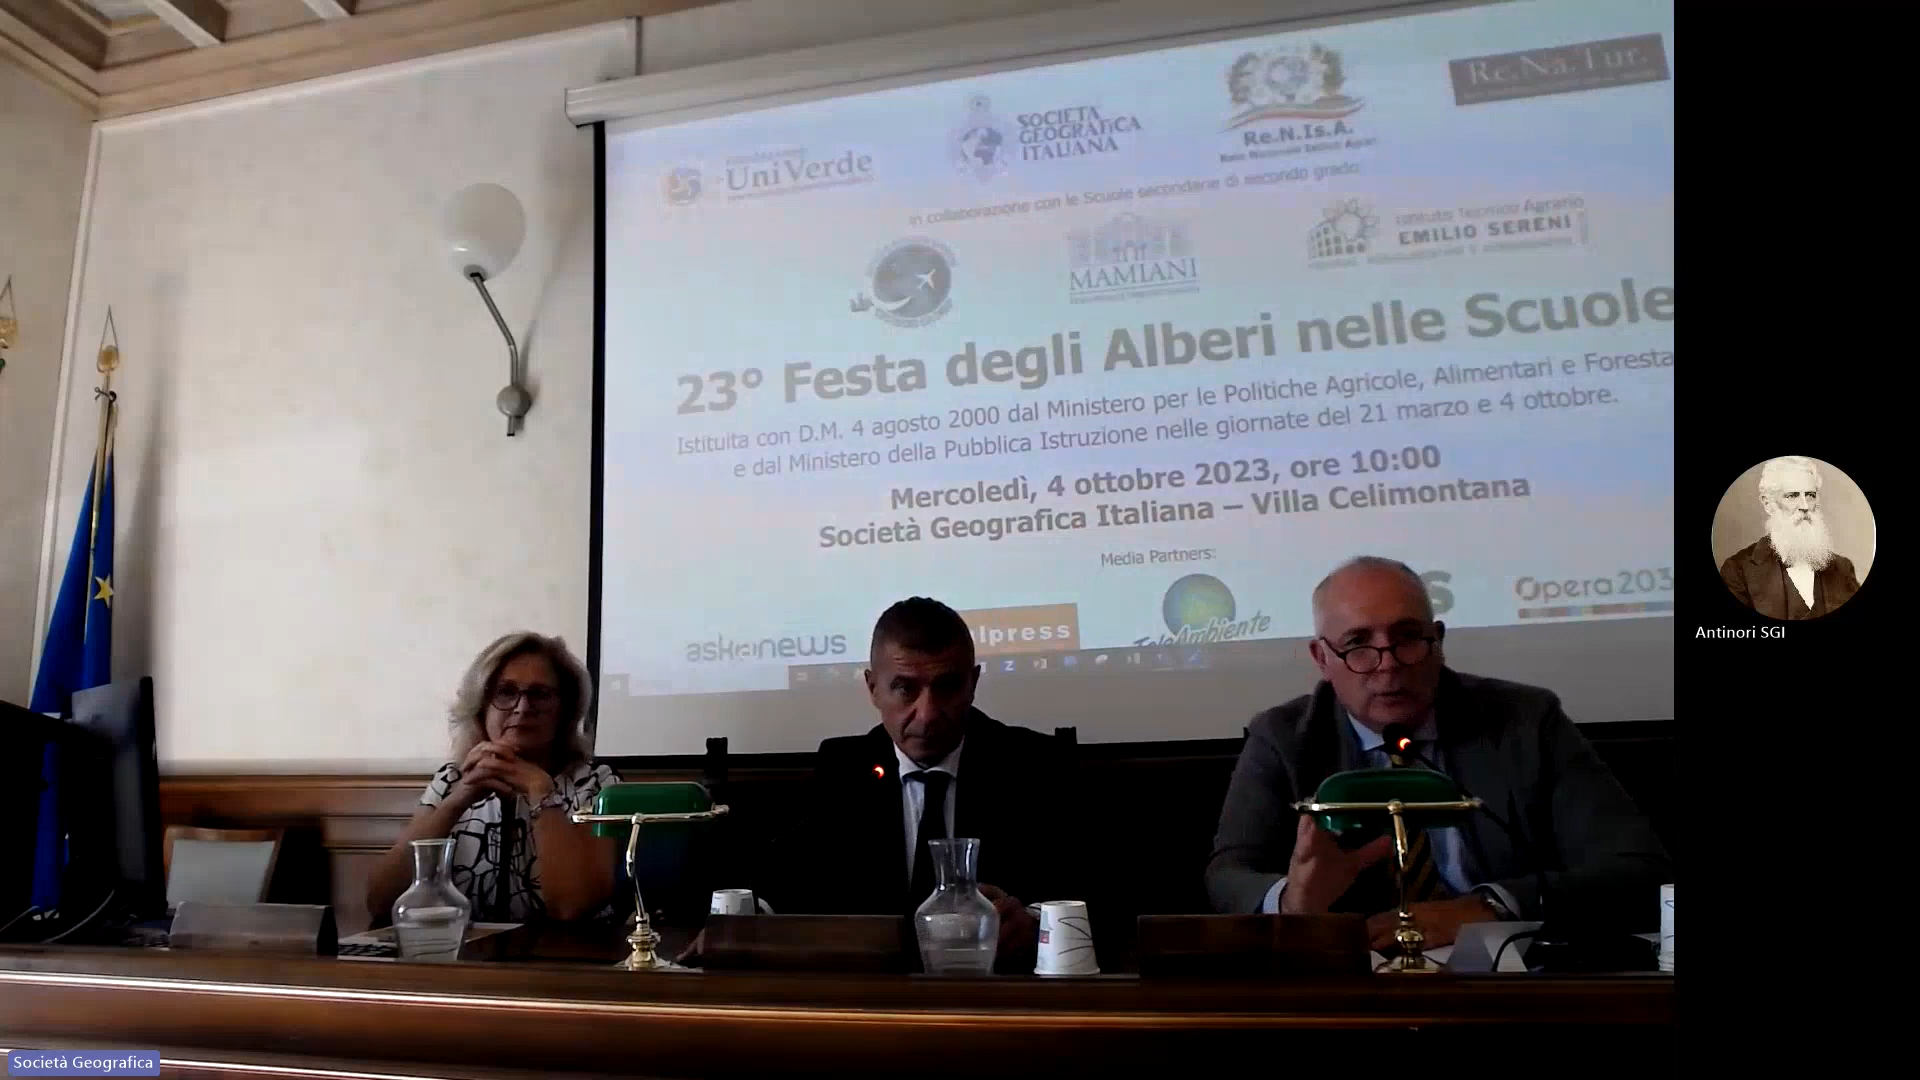 UniVerde
SOCIETÀ
GEOGRAFICA
ITALIANA
Re.N.Is.A.
Re.Na.Tur.
in collaborazione con le Scuole secondarie di secondo grado:
MAMIANI
Istituto Tecnico Agrario
EMILIO SERENI
23° Festa degli Alberi nelle Scuole
Istituita con D.M. 4 agosto 2000 dal Ministero per le Politiche Agricole, Alimentari e Foresta
e dal Ministero della Pubblica Istruzione nelle giornate del 21 marzo e 4 ottobre.
Mercoledì, 4 ottobre 2023, ore 10:00
Società Geografica Italiana – Villa Celimontana
Media Partners:
askanews
lpress
TeleAmbiente
S
Opera203
Antinori SGI
Società Geografica